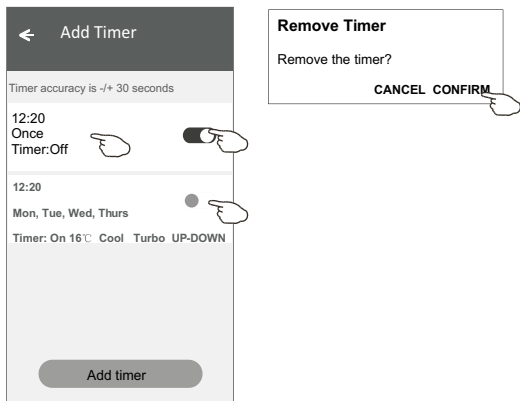 Add Timer
Timer accuracy is -/+ 30 seconds
12:20
Once
Timer:Off
12:20
Mon, Tue, Wed, Thurs
Timer: On 16℃ Cool Turbo UP-DOWN
Add timer
Remove Timer
Remove the timer?
CANCEL CONFIRM